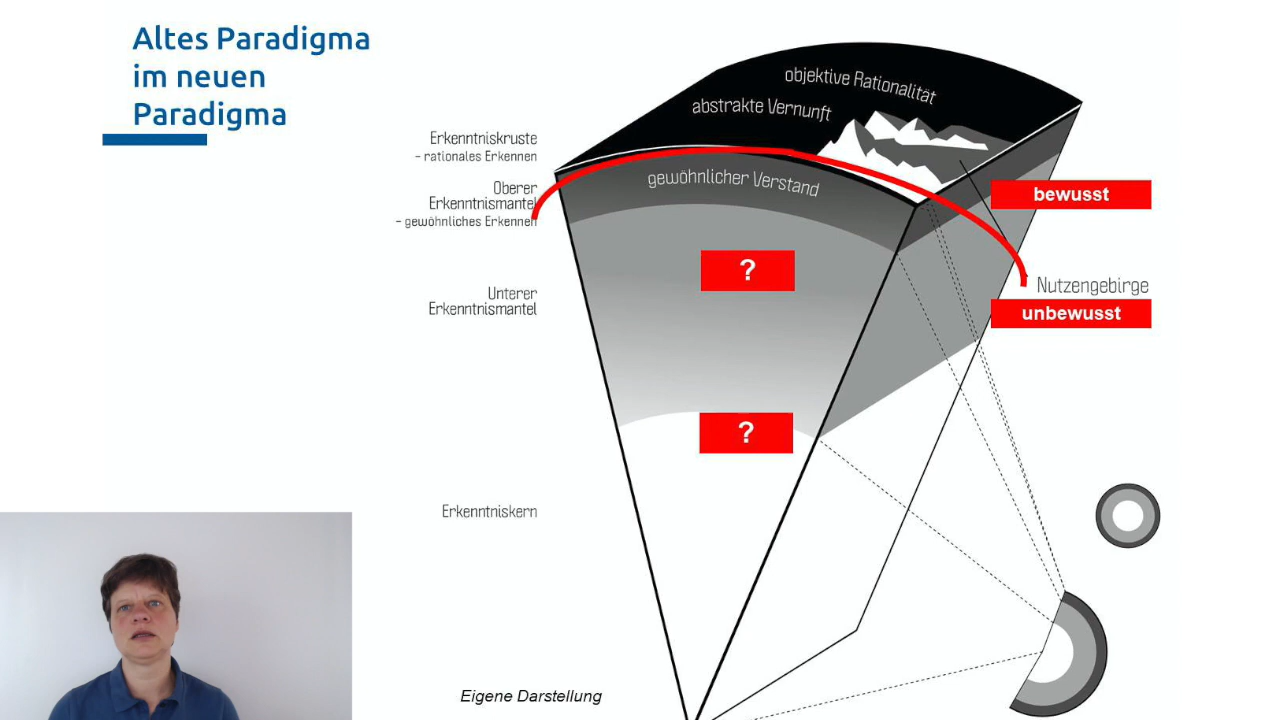 Altes Paradigma
im neuen
Paradigma
objektive Rationalität
abstrakte Vernunft
Erkenntniskruste
- rationales Erkennen
gewöhnlicher Verstand
Oberer
Erkenntnismantel
- gewöhnliches Erkennen
bewusst
?
Nutzengebirge
unbewusst
Unterer
Erkenntnismantel
?
Erkenntniskern
Eigene Darstellung